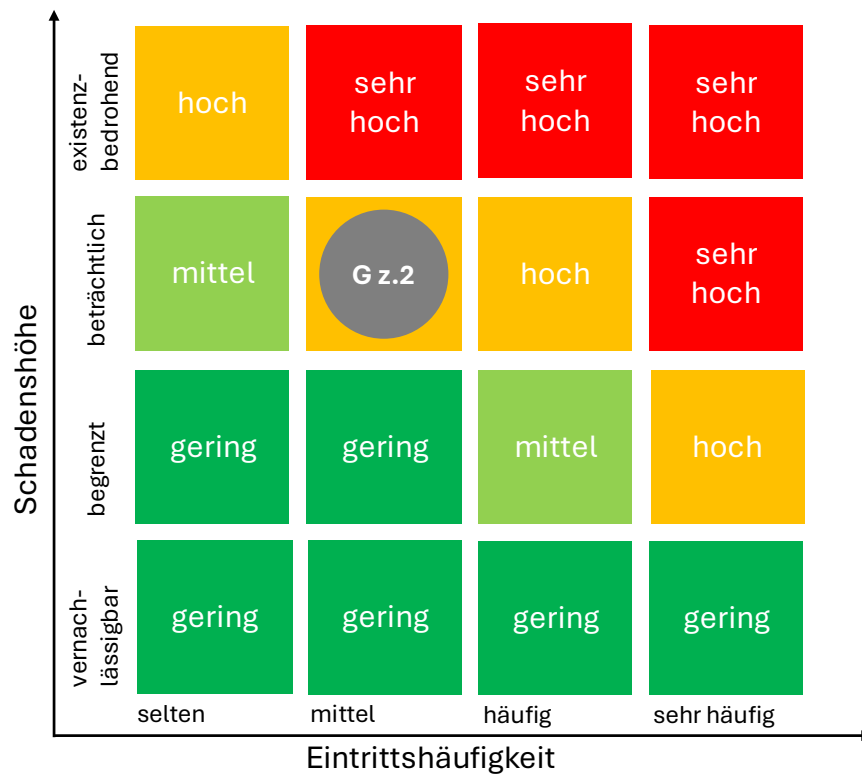 Schadenshöhe
existenz-
bedrohend
hoch
sehr
hoch
sehr
hoch
sehr
hoch
beträchtlich
mittel
G z.2
hoch
sehr
hoch
begrenzt
gering
gering
mittel
hoch
vernach-
lässigbar
gering
gering
gering
gering
selten
mittel
häufig
sehr häufig
Eintrittshäufigkeit